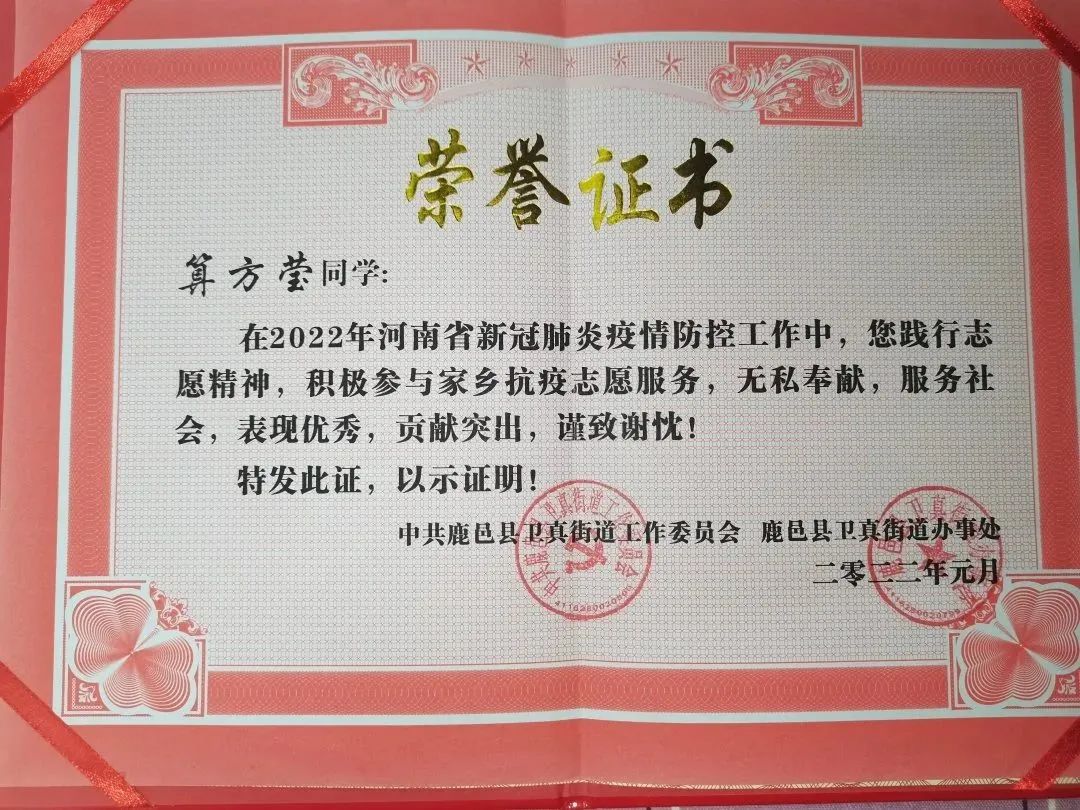 荣誉证书
算方莹同学:
在2022年河南省新冠肺炎疫情防控工作中，您践行志
愿精神，积极参与家乡抗疫志愿服务，无私奉献，服务社
会，表现优秀，贡献突出，谨致谢忱！
特发此证，以示证明！
中共鹿邑县卫真街道工作委员会 鹿邑县卫真街道办事处
二零二二年元月